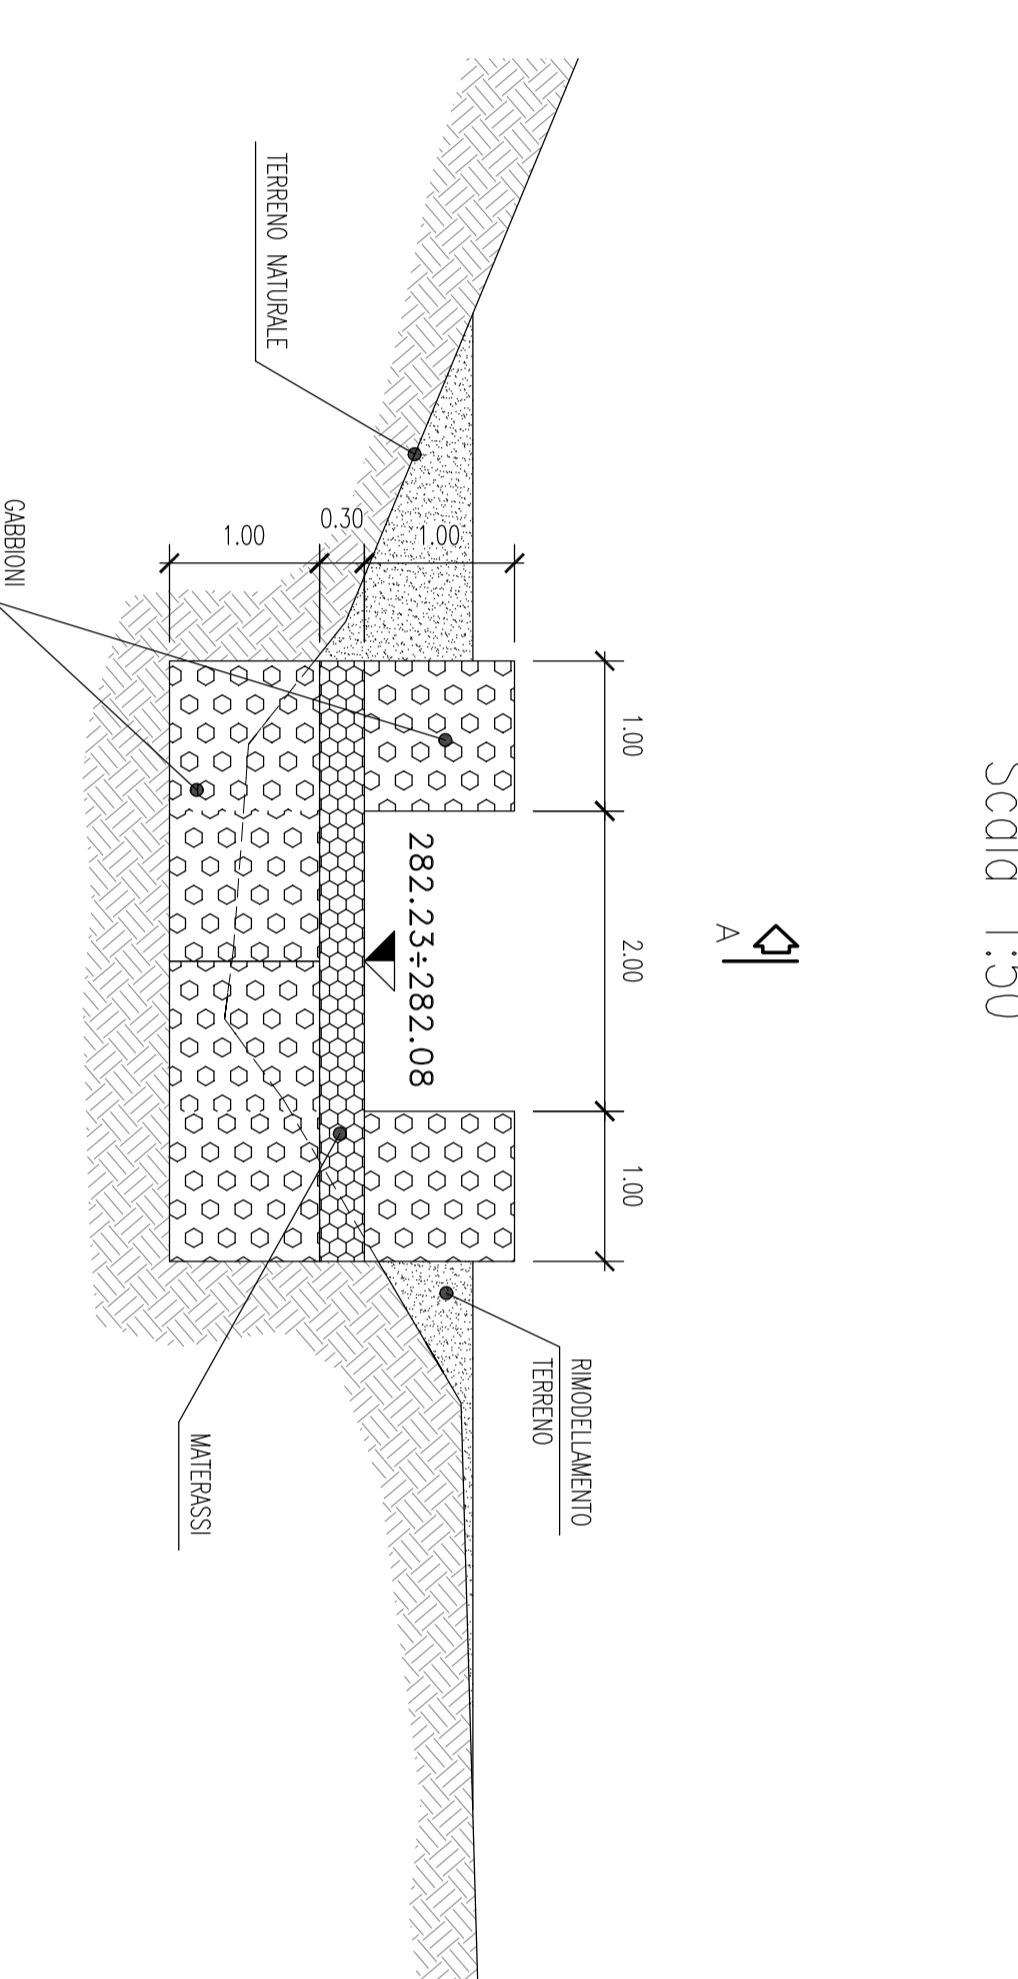 Scala 1:50
A
1.00
2.00
1.00
RIMODELLAMENTO
TERRENO
282.23÷282.08
1.00
0.30
1.00
TERRENO NATURALE
MATERASSI
GABBIONI